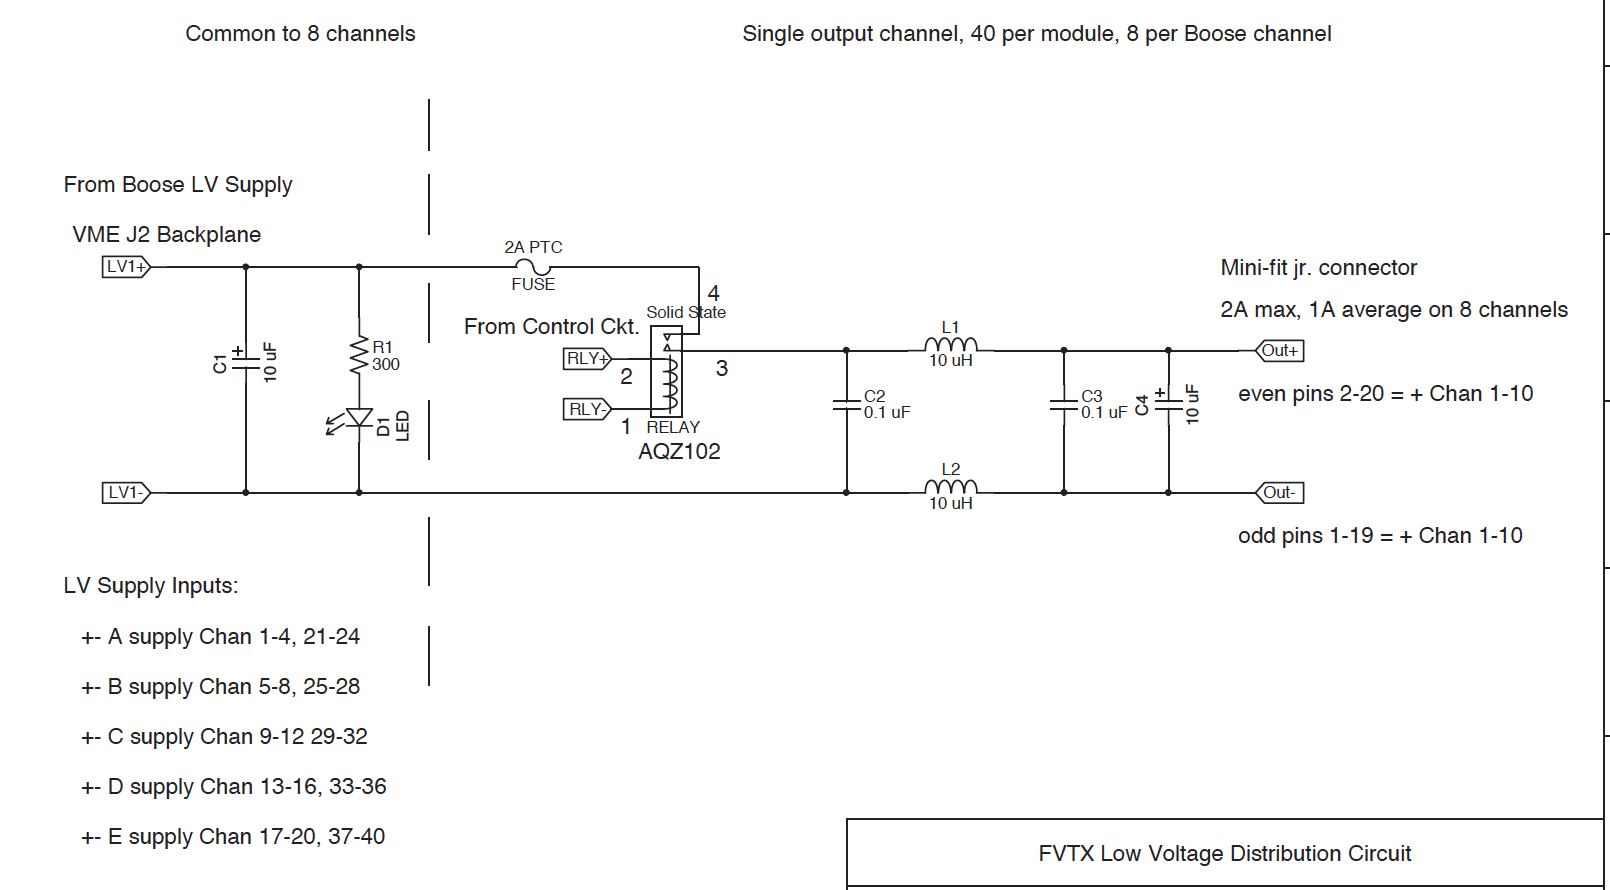 Common to 8 channels
Single output channel, 40 per module, 8 per Boose channel
From Boose LV Supply
VME J2 Backplane
LV1+
2A PTC
FUSE
4
Solid State
From Control Ckt.
RLY+
2
3
RLY-
1
RELAY
AQZ102
C1
10 uF
R1
300
D1
LED
LV1-
C2
0.1 uF
L1
10 uH
L2
10 uH
C3
0.1 uF
C4
10 uF
Mini-fit jr. connector
2A max, 1A average on 8 channels
Out+
even pins 2-20 = + Chan 1-10
Out-
odd pins 1-19 = + Chan 1-10
LV Supply Inputs:
+- A supply Chan 1-4, 21-24
+- B supply Chan 5-8, 25-28
+- C supply Chan 9-12 29-32
+- D supply Chan 13-16, 33-36
+- E supply Chan 17-20, 37-40
FVTX Low Voltage Distribution Circuit